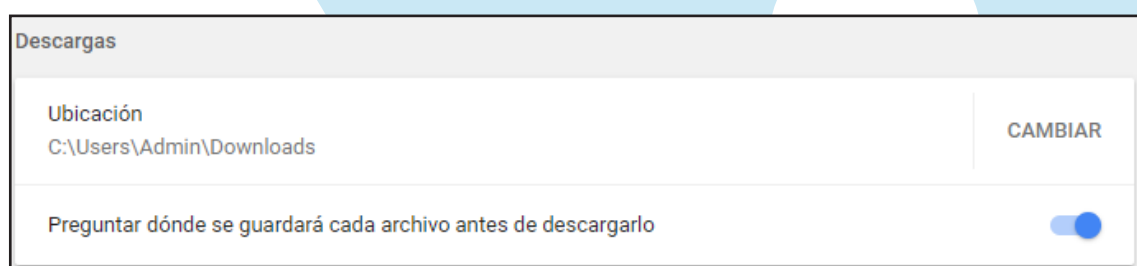 Descargas
Ubicación
C:\Users\Admin\Downloads
CAMBIAR
Preguntar dónde se guardará cada archivo antes de descargarlo